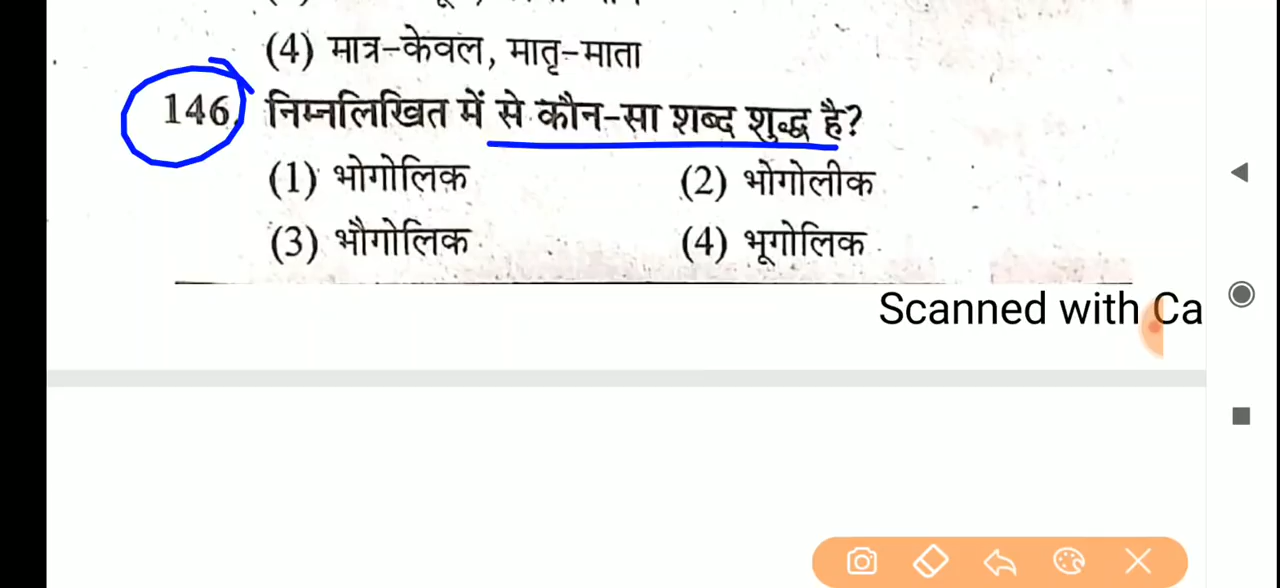 (4) मात्र-केवल, मातृ-माता
146. निम्नलिखित में से कौन-सा शब्द शुद्ध है?
(1) भोगोलिक (2) भोगोलीक
(3) भौगोलिक (4) भूगोलिक
Scanned with Ca